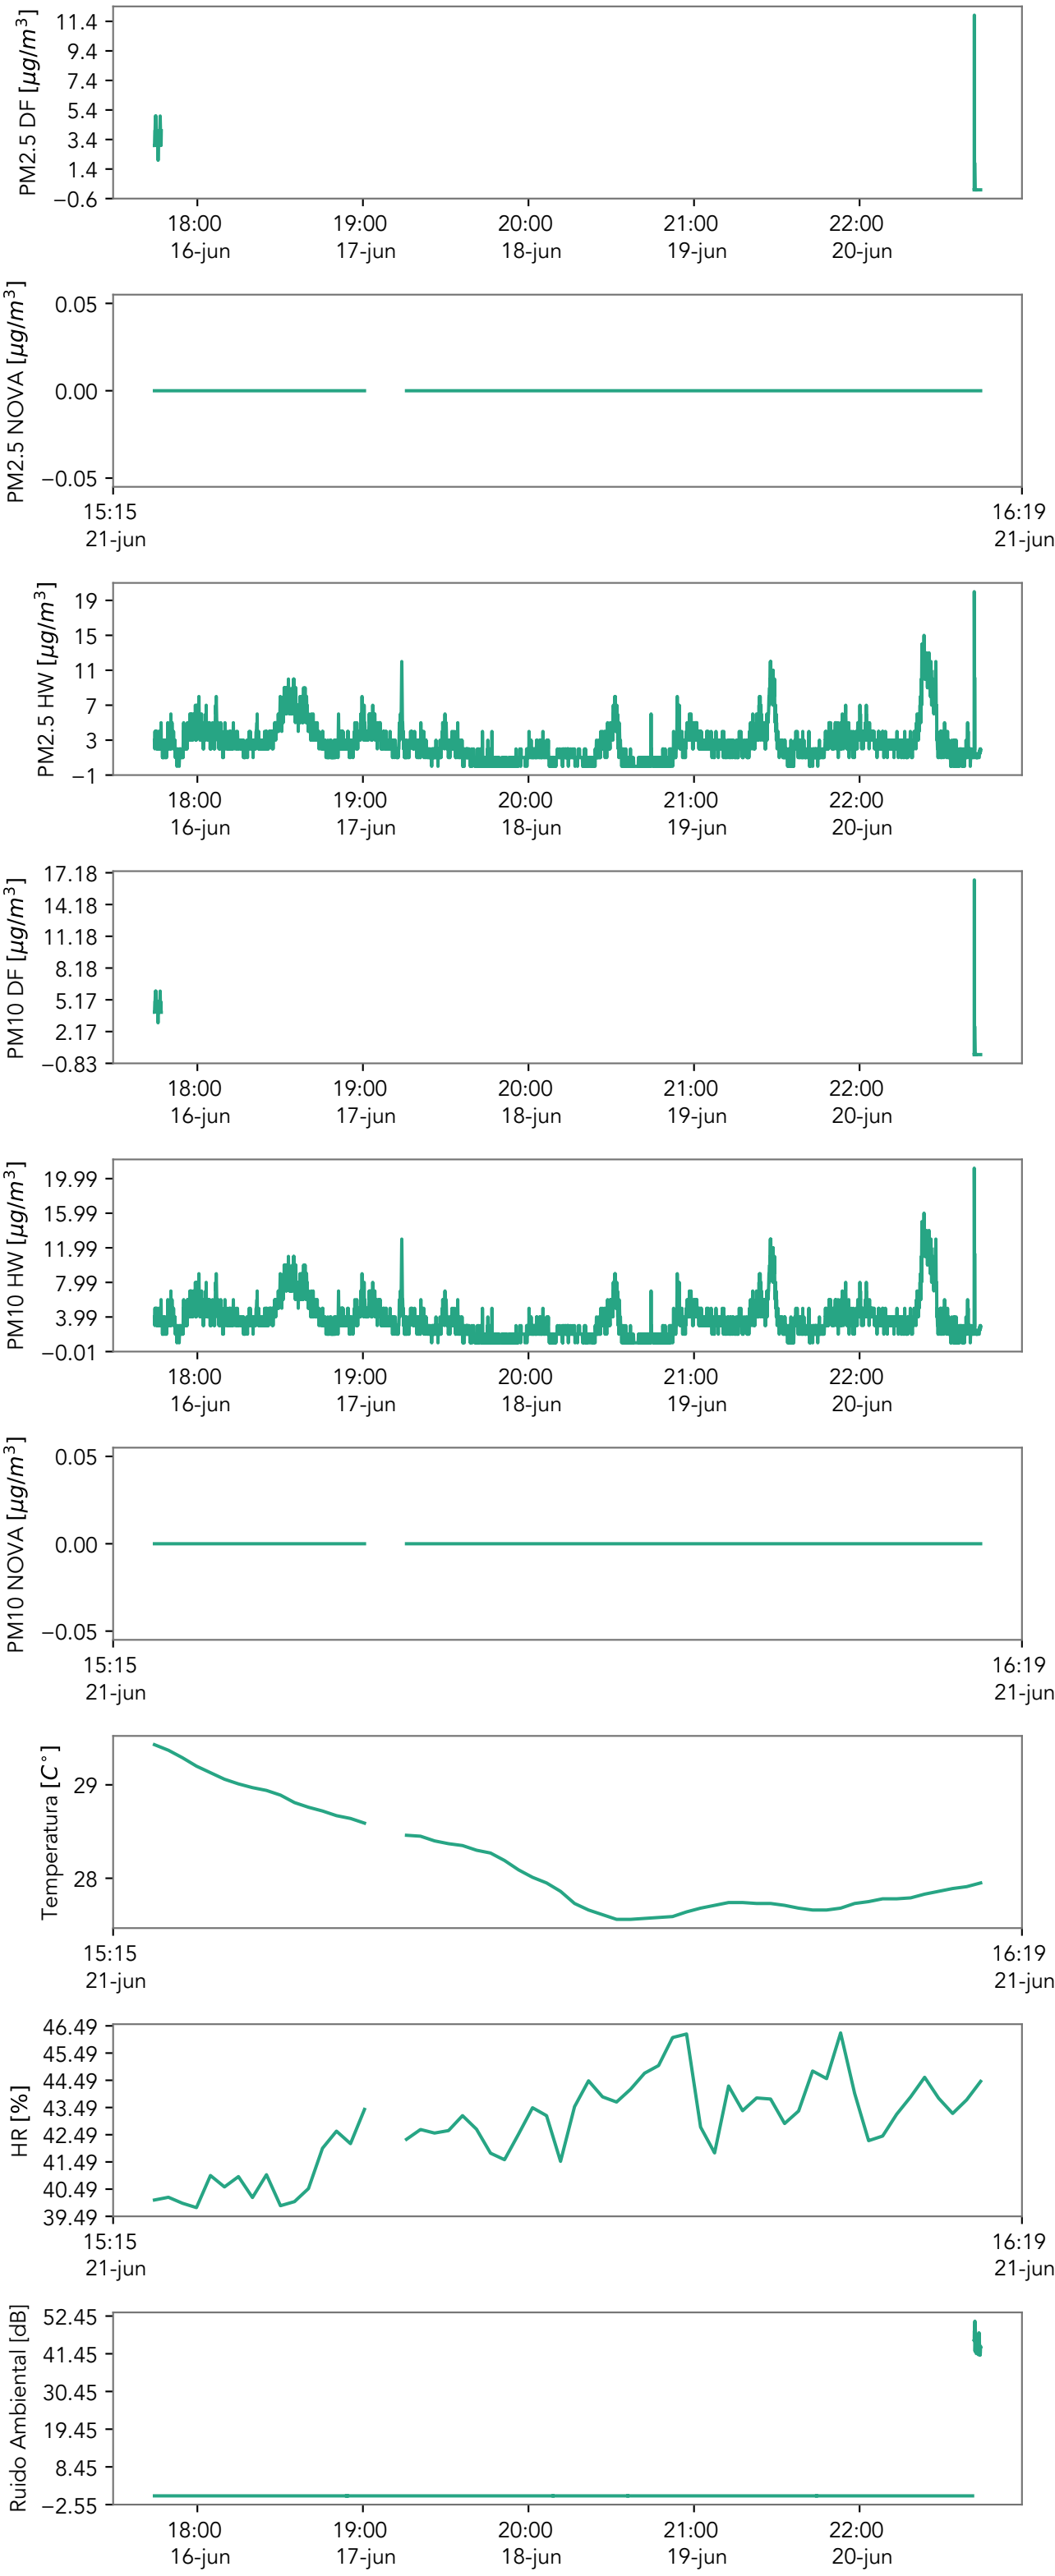 PM2.5 DF [µg/m³]
11.4
9.4
7.4
5.4
3.4
1.4
−0.6
18:00 19:00 20:00 21:00 22:00
16-jun 17-jun 18-jun 19-jun 20-jun
PM2.5 NOVA [µg/m³]
0.05
0.00
−0.05
15:15 16:19
21-jun 21-jun
PM2.5 HW [µg/m³]
19
15
11
7
3
−1
18:00 19:00 20:00 21:00 22:00
16-jun 17-jun 18-jun 19-jun 20-jun
PM10 DF [µg/m³]
17.18
14.18
11.18
8.18
5.17
2.17
−0.83
18:00 19:00 20:00 21:00 22:00
16-jun 17-jun 18-jun 19-jun 20-jun
PM10 HW [µg/m³]
19.99
15.99
11.99
7.99
3.99
−0.01
18:00 19:00 20:00 21:00 22:00
16-jun 17-jun 18-jun 19-jun 20-jun
PM10 NOVA [µg/m³]
0.05
0.00
−0.05
15:15 16:19
21-jun 21-jun
Temperatura [C°]
29
28
15:15 16:19
21-jun 21-jun
HR [%]
46.49
45.49
44.49
43.49
42.49
41.49
40.49
39.49
15:15 16:19
21-jun 21-jun
Ruido Ambiental [dB]
52.45
41.45
30.45
19.45
8.45
−2.55
18:00 19:00 20:00 21:00 22:00
16-jun 17-jun 18-jun 19-jun 20-jun